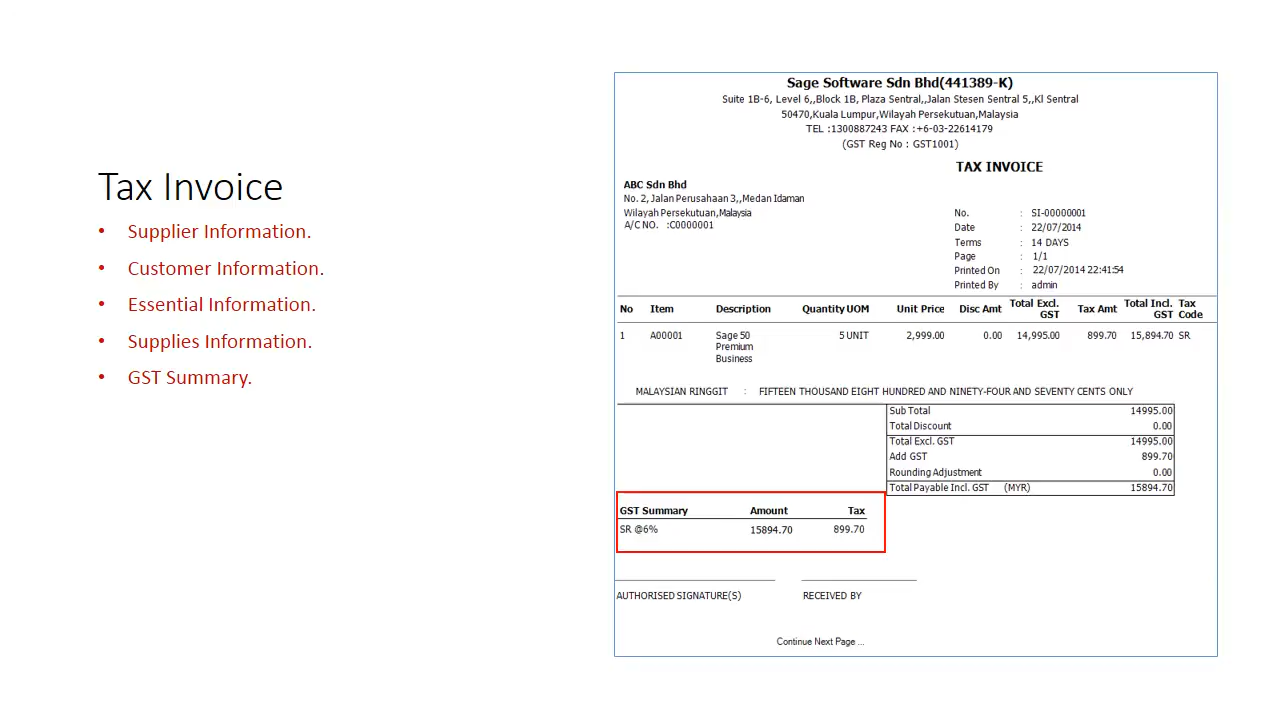 Tax Invoice
• Supplier Information.
• Customer Information.
• Essential Information.
• Supplies Information.
• GST Summary.
Sage Software Sdn Bhd(441389-K)
Suite 1B-6, Level 6,,Block 1B, Plaza Sentral,,Jalan Stesen Sentral 5,,Kl Sentral
50470,Kuala Lumpur,Wilayah Persekutuan,Malaysia
TEL :1300887243 FAX :+6-03-22614179
(GST Reg No : GST1001)
TAX INVOICE
ABC Sdn Bhd
No. 2, Jalan Perusahaan 3,,Medan Idaman
Wilayah Persekutuan,Malaysia
A/C NO. :C0000001
No. : SI-00000001
Date : 22/07/2014
Terms : 14 DAYS
Page : 1/1
Printed On : 22/07/2014 22:41:54
Printed By : admin
No Item Description Quantity UOM Unit Price Disc Amt Total Excl. GST Tax Amt Total Incl. GST Tax Code
1 A00001 Sage 50 5 UNIT 2,999.00 0.00 14,995.00 899.70 15,894.70 SR
Premium
Business
MALAYSIAN RINGGIT : FIFTEEN THOUSAND EIGHT HUNDRED AND NINETY-FOUR AND SEVENTY CENTS ONLY
Sub Total 14995.00
Total Discount 0.00
Total Excl. GST 14995.00
Add GST 899.70
Rounding Adjustment 0.00
Total Payable Incl. GST (MYR) 15894.70
GST Summary Amount Tax
SR @6% 15894.70 899.70
AUTHORISED SIGNATURE(S) RECEIVED BY
Continue Next Page ...